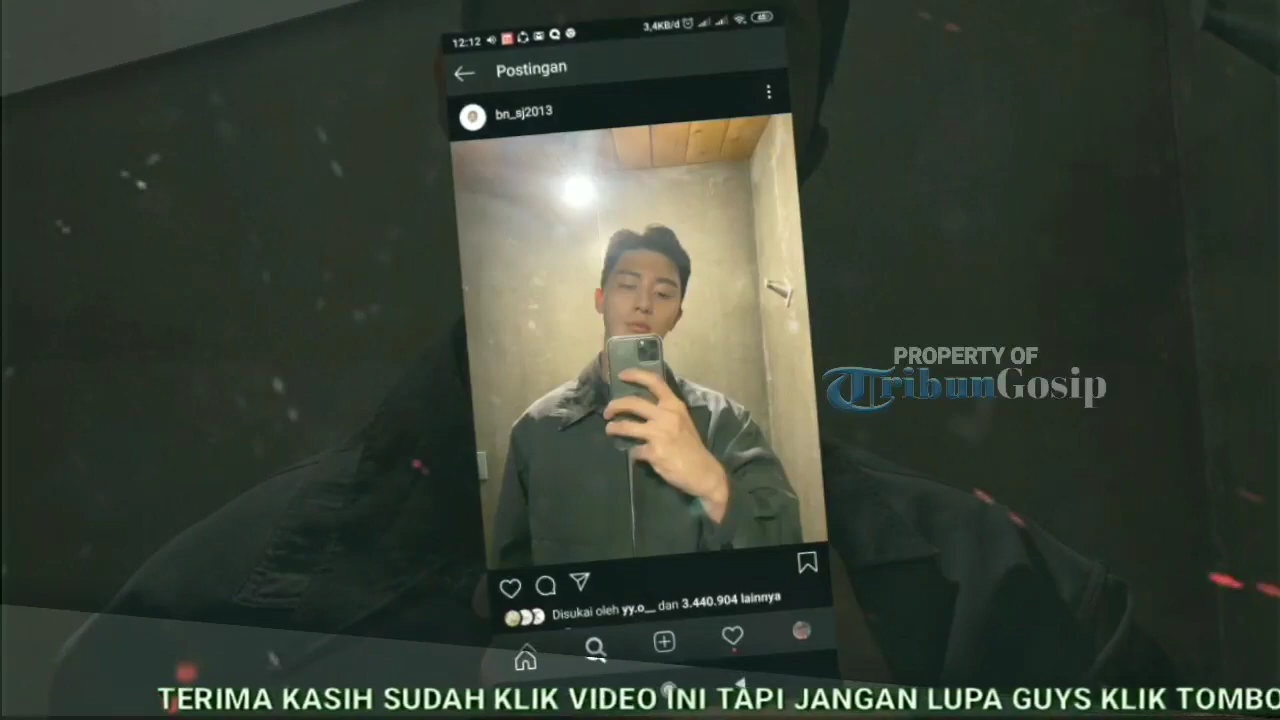 12:12
3,4KB/d
Postingan
bn_sj2013
PROPERTY OF
TribunGosip
Disukai oleh yy.o__ dan 3.440.904 lainnya
TERIMA KASIH SUDAH KLIK VIDEO INI TAPI JANGAN LUPA GUYS KLIK TOMBO